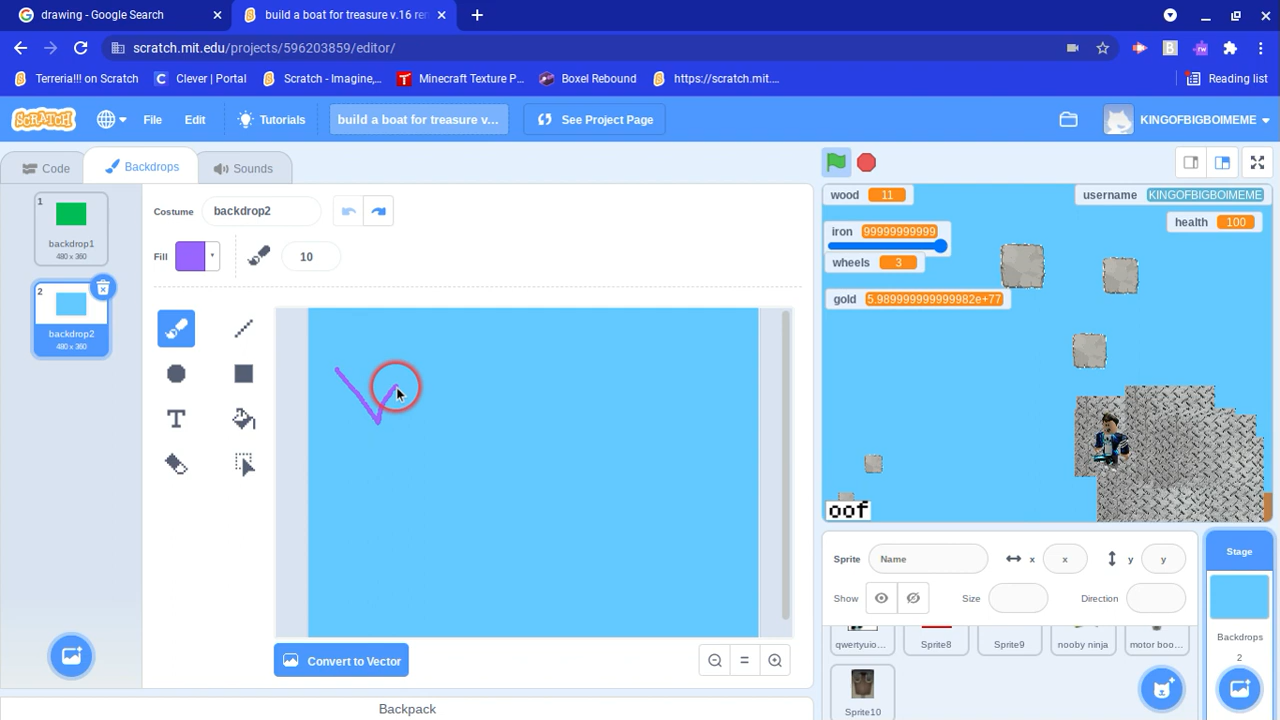 drawing - Google Search
build a boat for treasure v.16 re
scratch.mit.edu/projects/596203859/editor/
Terreria!!! on Scratch
Clever | Portal
Scratch - Imagine,...
Minecraft Texture P...
Boxel Rebound
https://scratch.mit....
Reading list
SCRATCH
File
Edit
Tutorials
build a boat for treasure v...
See Project Page
KINGOFBIGBOIMEME
Code
Backdrops
Sounds
1
backdrop1
480 x 360
2
backdrop2
480 x 360
Costume
backdrop2
Fill
10
T
Convert to Vector
Backpack
wood 11
username KINGOFBIGBOIMEME
health 100
iron 99999999999
wheels 3
gold 5.989999999999982e+77
oof
Sprite
Name
x
x
y
y
Show
Size
Direction
Stage
Backdrops
2
qwertyuio...
Sprite8
Sprite9
nooby ninja
motor boo...
Sprite10